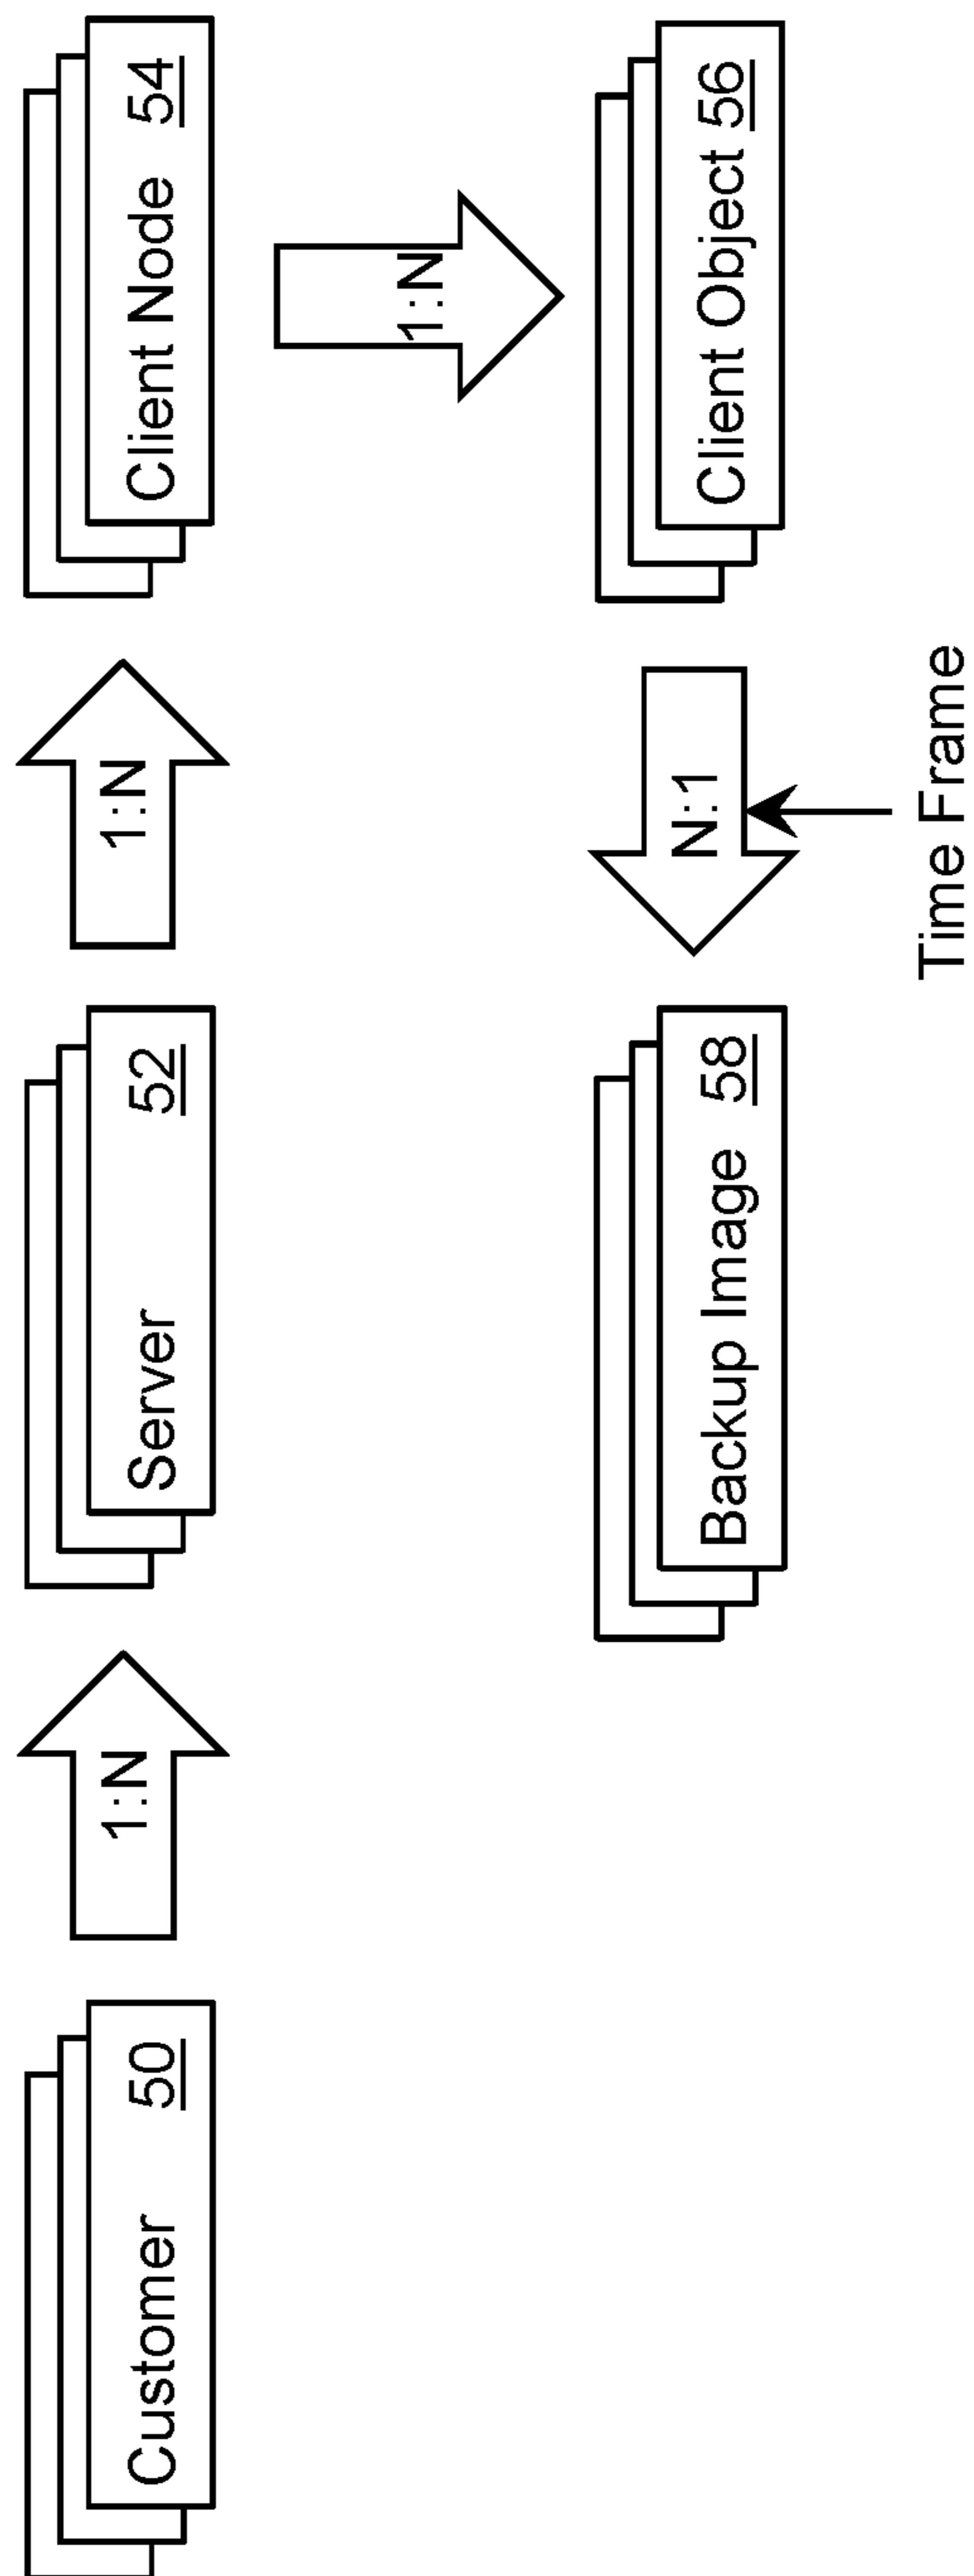 Customer 50
1:N
Server 52
1:N
Client Node 54
1:N
Client Object 56
N:1
Time Frame
Backup Image 58